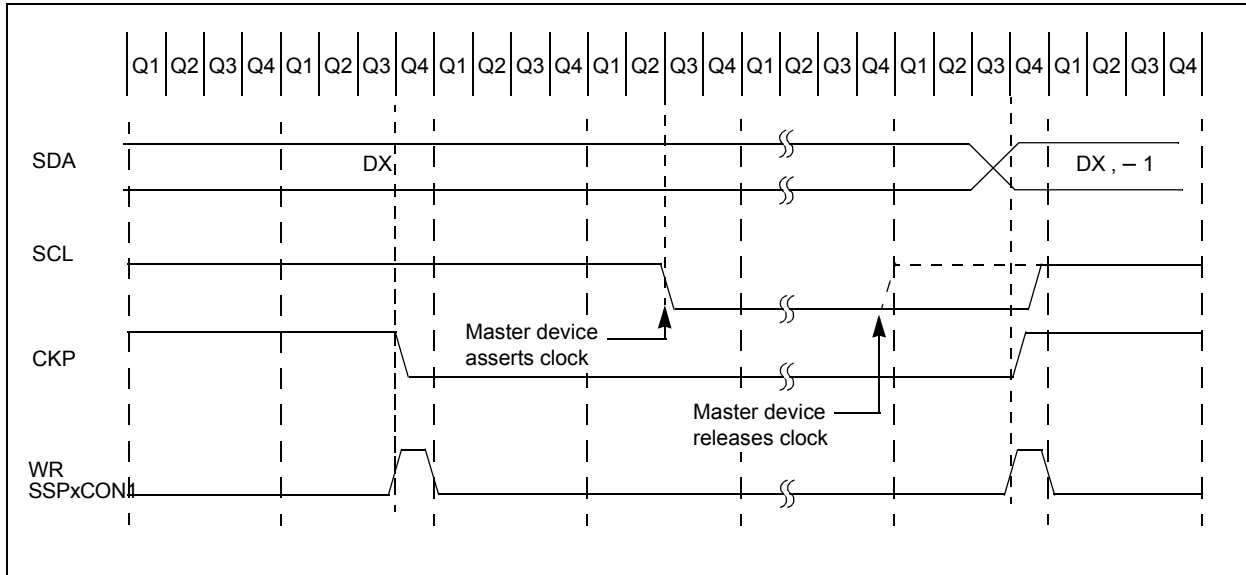 Q1 Q2 Q3 Q4 Q1 Q2 Q3 Q4 Q1 Q2 Q3 Q4 Q1 Q2 Q3 Q4 Q1 Q2 Q3 Q4 Q1 Q2 Q3 Q4 Q1 Q2 Q3 Q4
SDA
DX
DX , – 1
SCL
Master device
asserts clock
CKP
Master device
releases clock
WR
SSPxCON1